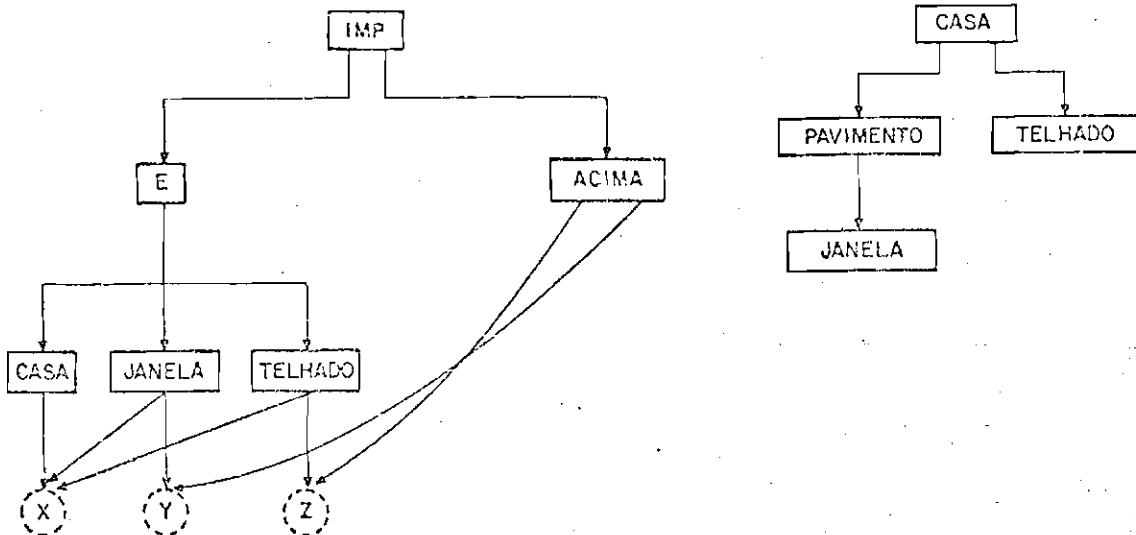 IMP
E
ACIMA
CASA
JANELA
TELHADO
X
Y
Z
CASA
PAVIMENTO
TELHADO
JANELA